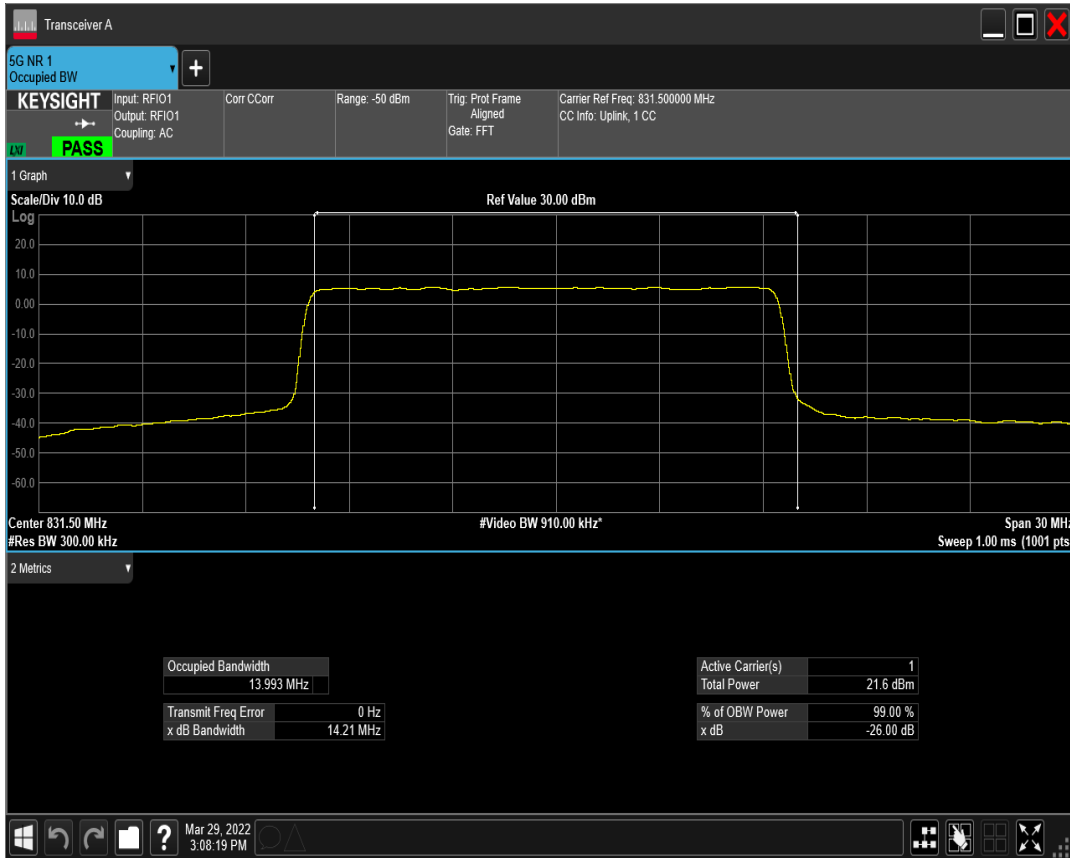 Transceiver A
5G NR 1
Occupied BW
+
KEYSIGHT
LXI
PASS
Input: RFIO1
Output: RFIO1
Coupling: AC
Corr CCorr
Range: -50 dBm
Trig: Prot Frame
Aligned
Gate: FFT
Carrier Ref Freq: 831.500000 MHz
CC Info: Uplink, 1 CC
1 Graph
Scale/Div 10.0 dB
Ref Value 30.00 dBm
Log
20.0
10.0
0.00
-10.0
-20.0
-30.0
-40.0
-50.0
-60.0
Center 831.50 MHz
#Video BW 910.00 kHz*
Span 30 MHz
#Res BW 300.00 kHz
Sweep 1.00 ms (1001 pts
2 Metrics
Occupied Bandwidth
13.993 MHz
Transmit Freq Error 0 Hz
x dB Bandwidth 14.21 MHz
Active Carrier(s) 1
Total Power 21.6 dBm
% of OBW Power 99.00 %
x dB -26.00 dB
?
Mar 29, 2022
3:08:19 PM